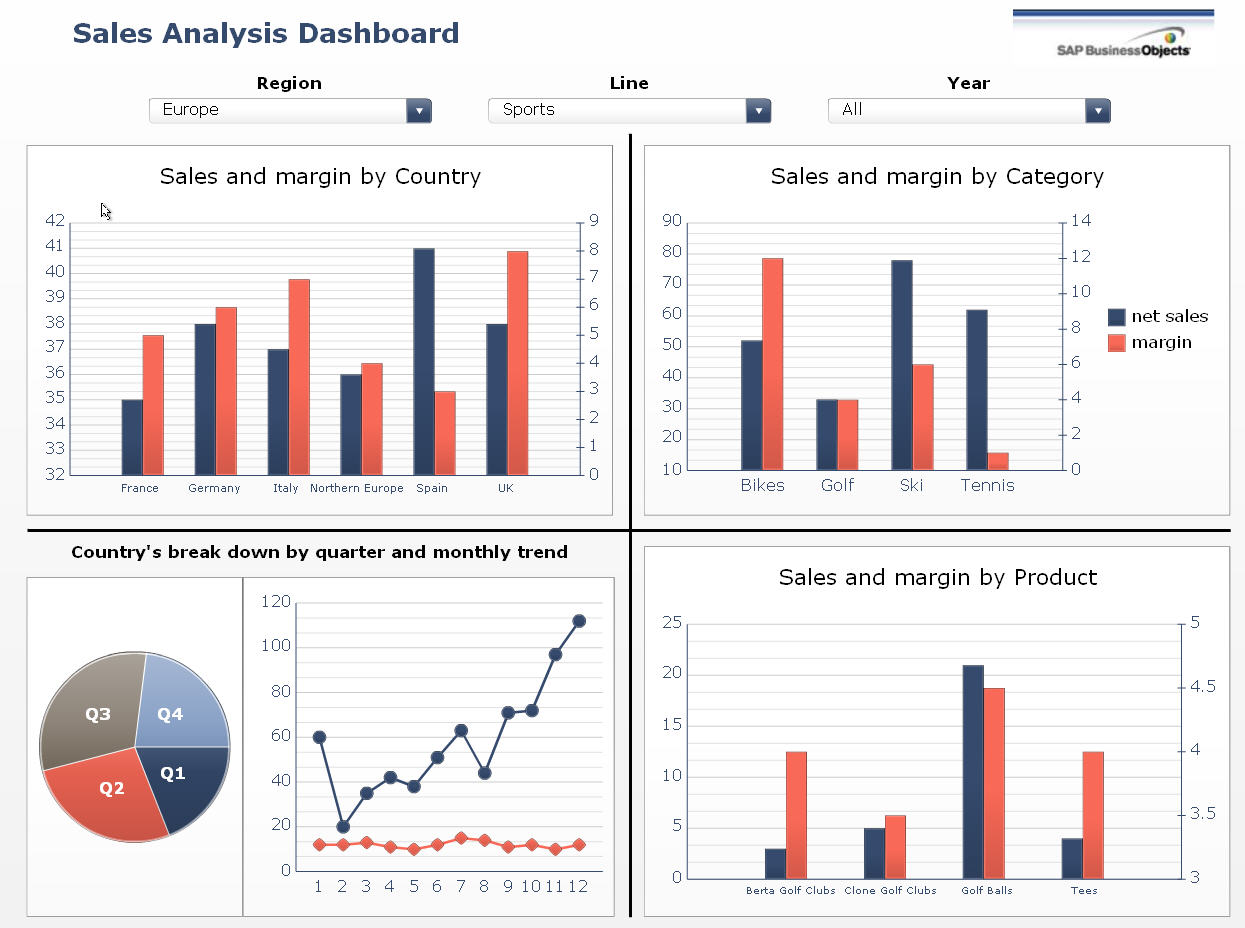 Sales Analysis Dashboard
SAP BusinessObjects
Region
Line
Year
Europe
Sports
All
Sales and margin by Country
42
41
40
39
38
37
36
35
34
33
32
9
8
7
6
5
4
3
2
1
0
France Germany Italy Northern Europe Spain UK
Sales and margin by Category
90
80
70
60
50
40
30
20
10
14
12
10
8
6
4
2
0
Bikes Golf Ski Tennis
net sales
margin
Country's break down by quarter and monthly trend
Q3
Q4
Q2
Q1
120
100
80
60
40
20
0
1 2 3 4 5 6 7 8 9 10 11 12
Sales and margin by Product
25
20
15
10
5
0
5
4.5
4
3.5
3
Berta Golf Clubs Clone Golf Clubs Golf Balls Tees